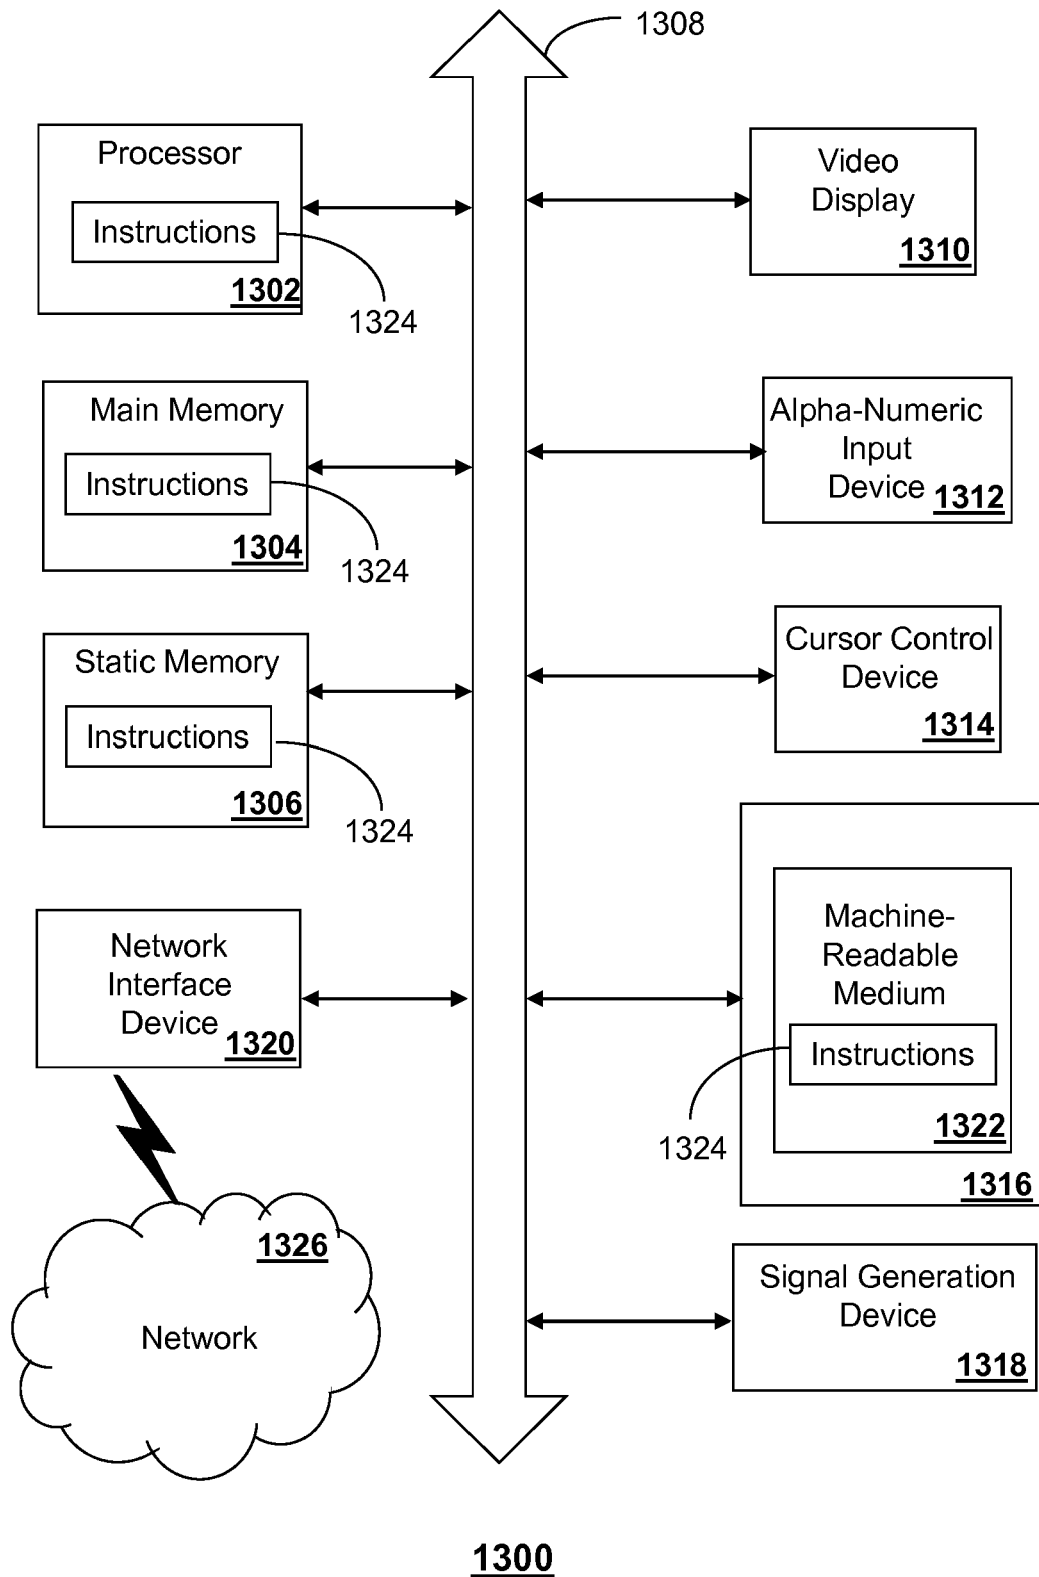 1308
Processor
Instructions
1302
1324
Main Memory
Instructions
1304
1324
Static Memory
Instructions
1306
1324
Network
Interface
Device
1320
1326
Network
Video
Display
1310
Alpha-Numeric
Input
Device
1312
Cursor Control
Device
1314
Machine-
Readable
Medium
Instructions
1324
1322
1316
Signal Generation
Device
1318
1300